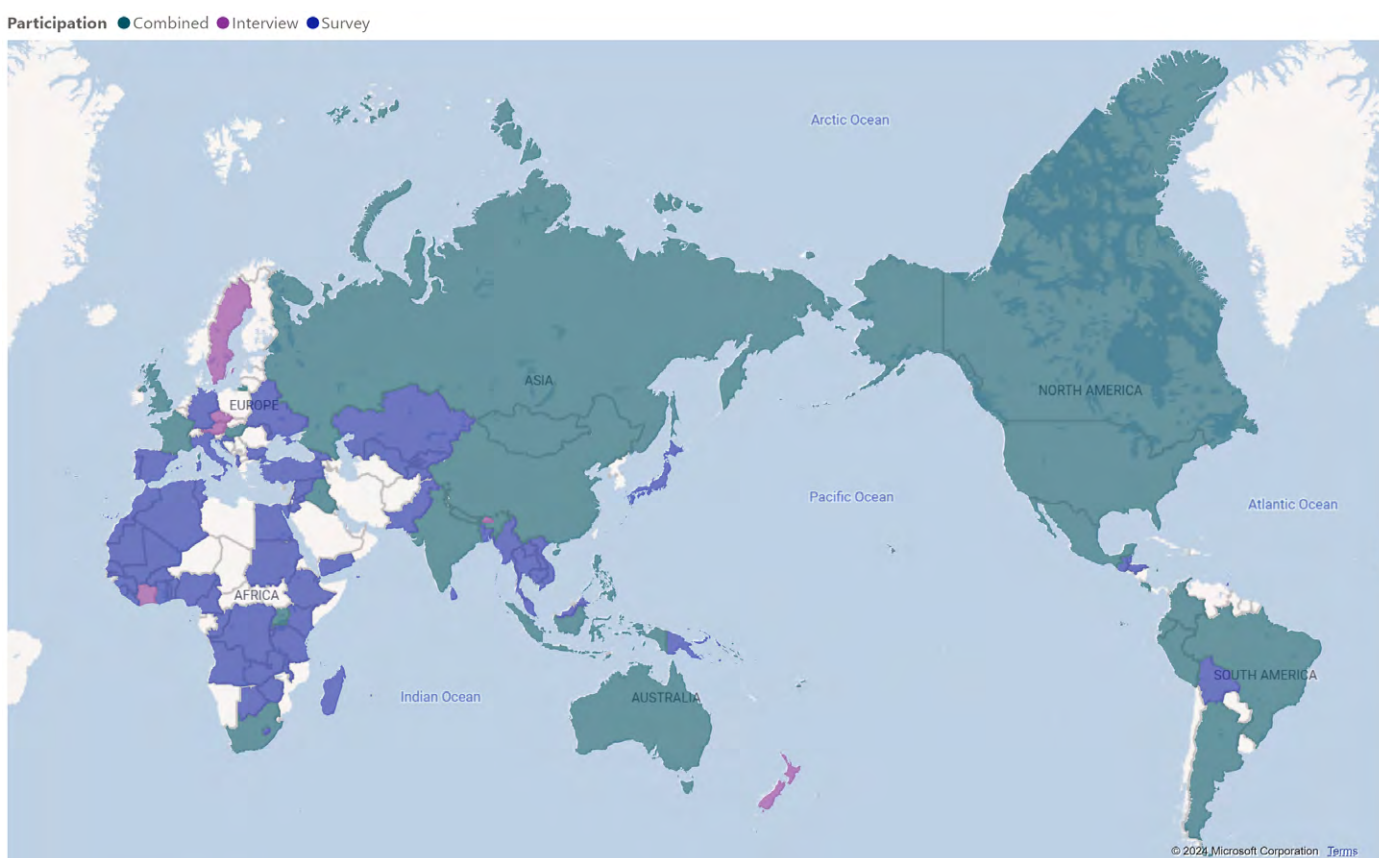 Participation Combined Interview Survey
Arctic Ocean
ASIA
NORTH AMERICA
EUROPE
Pacific Ocean
Atlantic Ocean
AFRICA
SOUTH AMERICA
Indian Ocean
AUSTRALIA
© 2024 Microsoft Corporation Terms